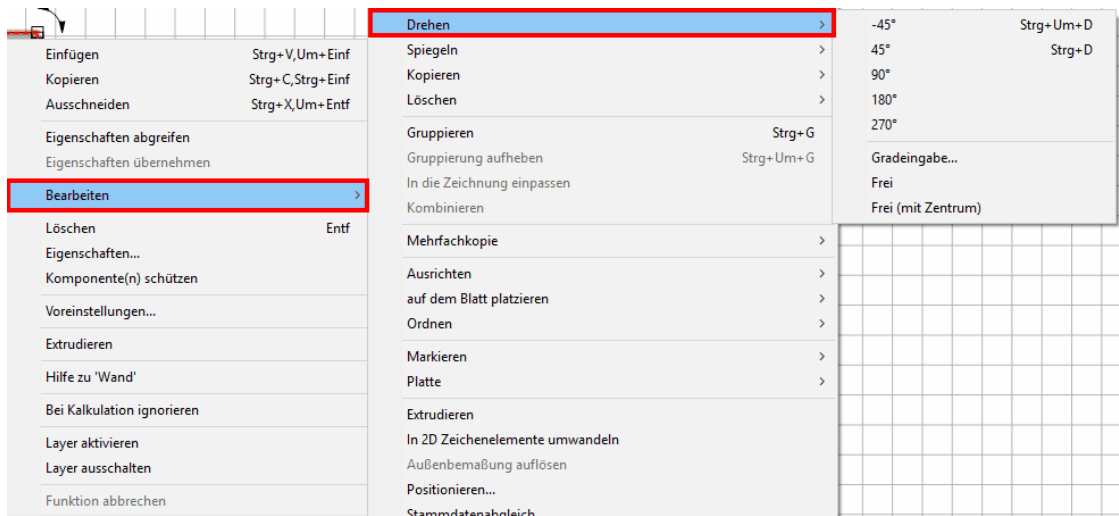 Einfügen Strg+V,Um+Einf
Kopieren Strg+C,Strg+Einf
Ausschneiden Strg+X,Um+Entf
Eigenschaften abgreifen
Eigenschaften übernehmen
Bearbeiten
Löschen Entf
Eigenschaften...
Komponente(n) schützen
Voreinstellungen...
Extrudieren
Hilfe zu 'Wand'
Bei Kalkulation ignorieren
Layer aktivieren
Layer ausschalten
Funktion abbrechen
Drehen
Spiegeln
Kopieren
Löschen
Gruppieren Strg+G
Gruppierung aufheben Strg+Um+G
In die Zeichnung einpassen
Kombinieren
Mehrfachkopie
Ausrichten
auf dem Blatt platzieren
Ordnen
Markieren
Platte
Extrudieren
In 2D Zeichenelemente umwandeln
Außenbemaßung auflösen
Positionieren...
Stammdatenabgleich
-45° Strg+Um+D
45° Strg+D
90°
180°
270°
Gradeingabe...
Frei
Frei (mit Zentrum)